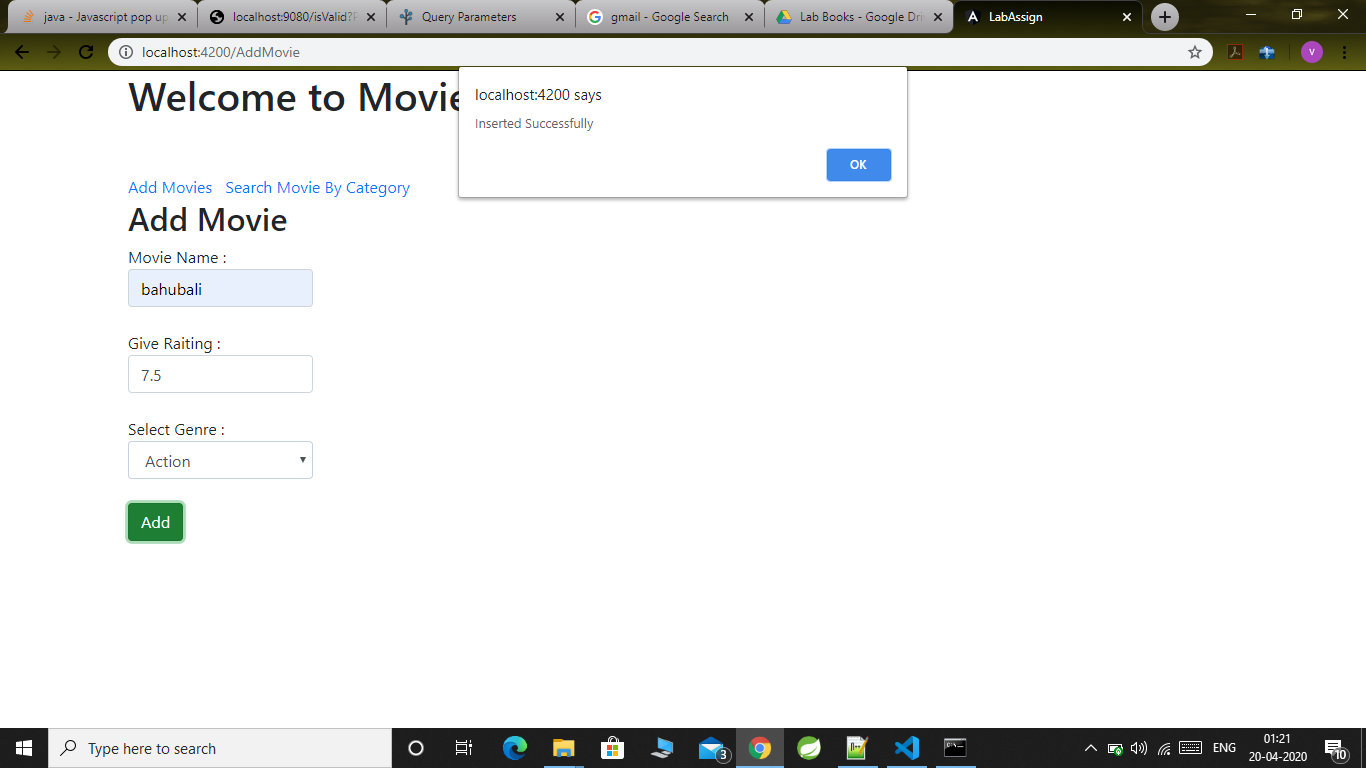 java - Javascript pop up
localhost:9080/isValid?
Query Parameters
gmail - Google Search
Lab Books - Google Dri
LabAssign
localhost:4200/AddMovie
V
Welcome to Movie
localhost:4200 says
Inserted Successfully
OK
Add Movies Search Movie By Category
Add Movie
Movie Name :
bahubali
Give Raiting :
7.5
Select Genre :
Action
Add
Type here to search
3
ENG
01:21
20-04-2020
10